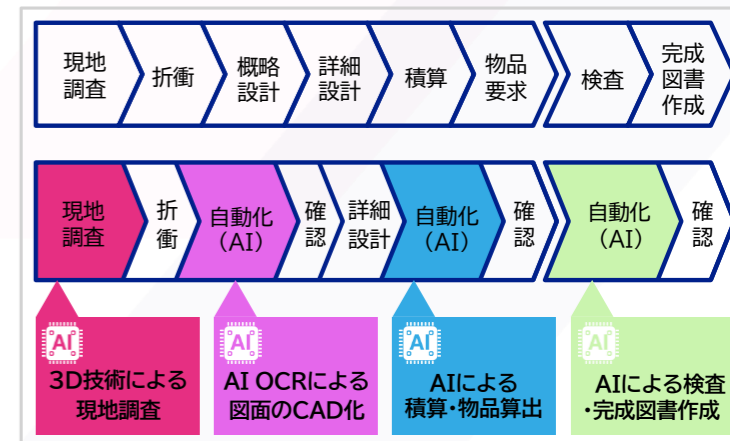 現地
調査
折衝
概略
設計
詳細
設計
積算
物品
要求
検査
完成
図書
作成
現地
調査
折
衝
自動化
(AI)
確
認
詳細
設計
自動化
(AI)
確
認
自動化
(AI)
確
認
AI
3D技術による
現地調査
AI
AI OCRによる
図面のCAD化
AI
AIによる
積算・物品算出
AI
AIによる検査
・完成図書作成